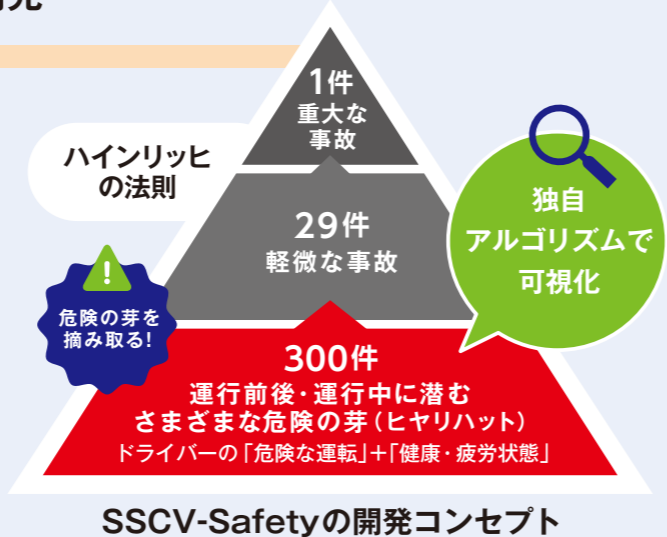 1件
重大な
事故
ハインリッヒ
の法則
29件
軽微な事故
独自
アルゴリズムで
可視化
!
危険の芽を
摘み取る!
300件
運行前後・運行中に潜む
さまざまな危険の芽(ヒヤリハット)
ドライバーの「危険な運転」+「健康・疲労状態」
SSCV-Safetyの開発コンセプト